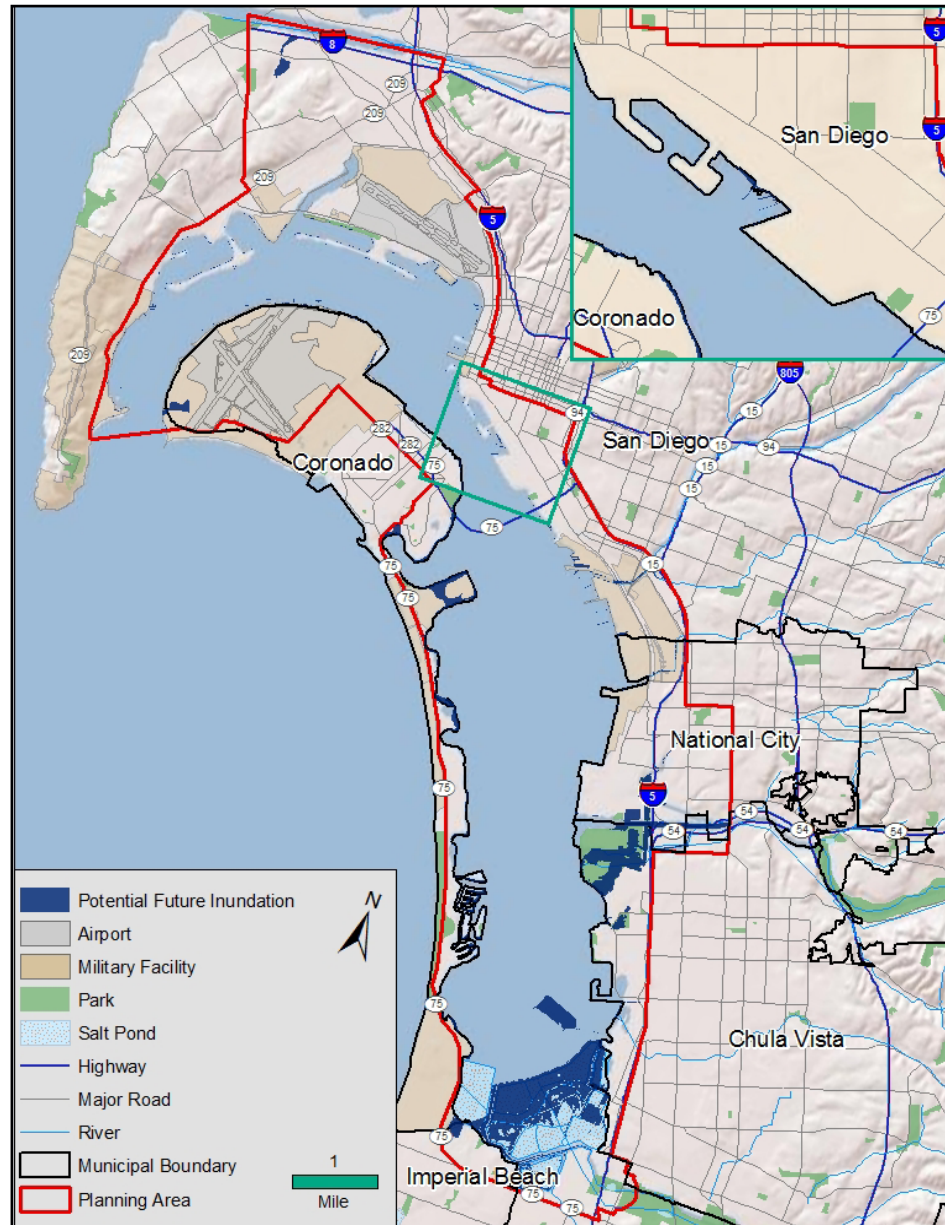 8
5
5
San Diego
Coronado
75
209
209
209
209
5
805
15
94
94
15
San Diego
15
15
282
282
Coronado
75
75
209
75
75
15
National City
75
5
54
54
54
54
75
Chula Vista
75
Imperial Beach
75
75
Potential Future Inundation
N
Airport
Military Facility
Park
Salt Pond
Highway
Major Road
River
Municipal Boundary
1
Planning Area
Mile